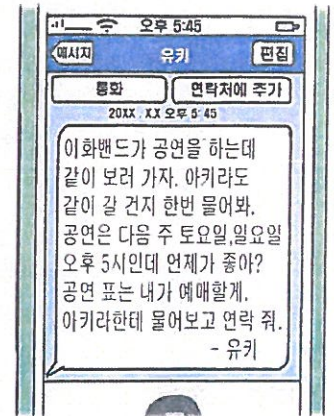 오후 5:45
메시지
유키
편집
통화
연락처에 주가
20XX . XX 오후 5:45
이화밴드가 공연을 하는데
같이 보러 가자. 아키라도
같이 갈 건지 한번 물어봐.
공연은 다음 주 토요일,일요일
오후 5시인데 언제가 좋아?
공연 표는 내가 예매할게.
아키라한테 물어보고 연락 줘.
- 유키